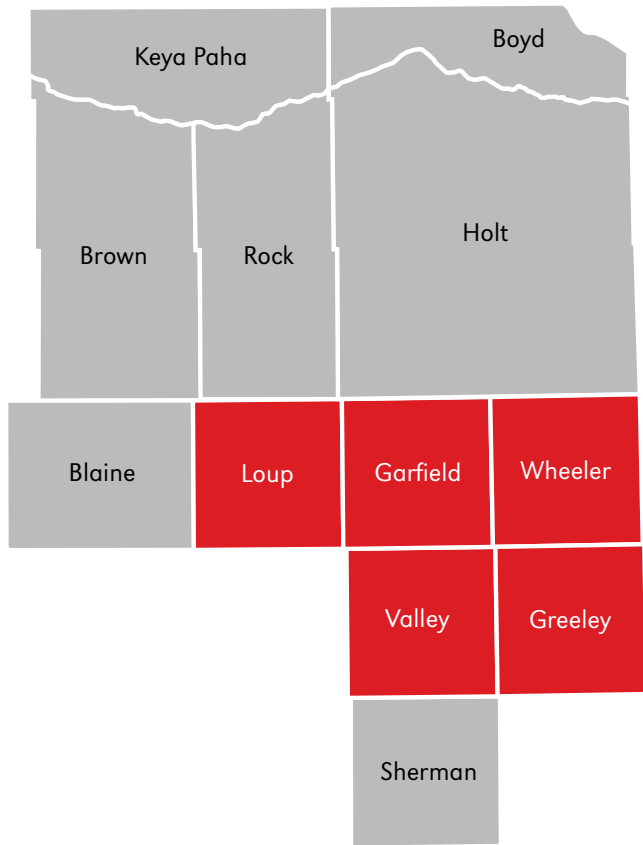 Boyd
Keya Paha
Holt
Brown
Rock
Blaine
Loup
Garfield
Wheeler
Valley
Greeley
Sherman